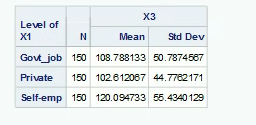 Level of X1 N X3
Mean Std Dev
Govt_job 150 108.788133 50.7874567
Private 150 102.612067 44.7762171
Self-emp 150 120.094733 55.4340129